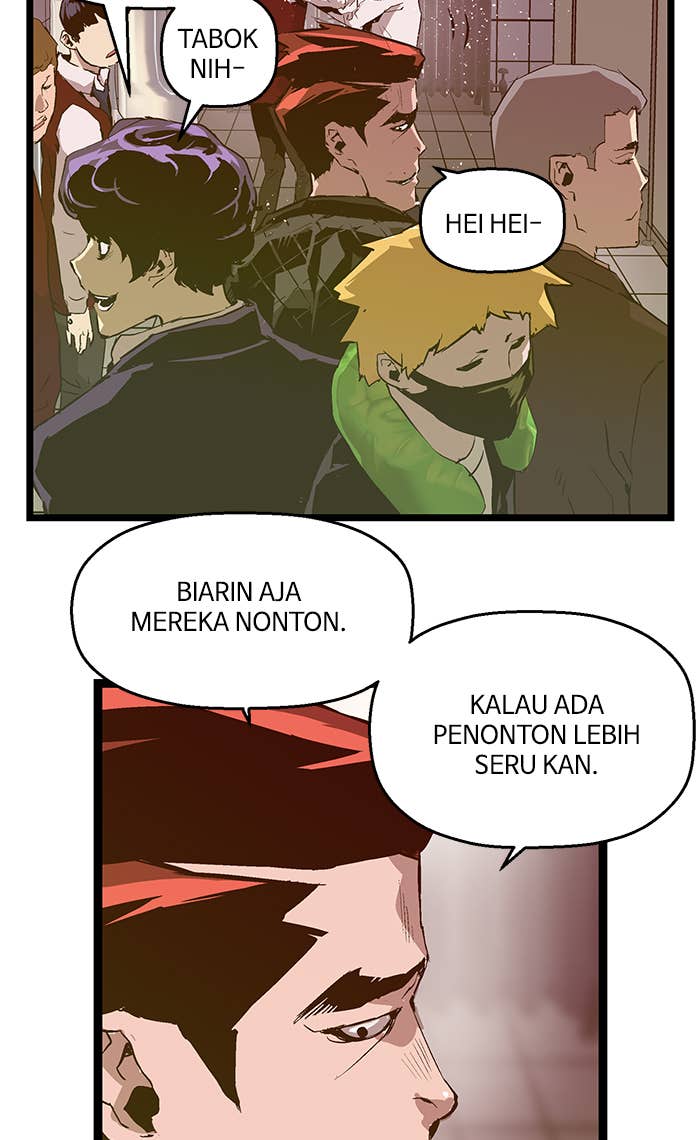 TABOK
NIH-
HEI HEI-
BIARIN AJA
MEREKA NONTON.
KALAU ADA
PENONTON LEBIH
SERU KAN.